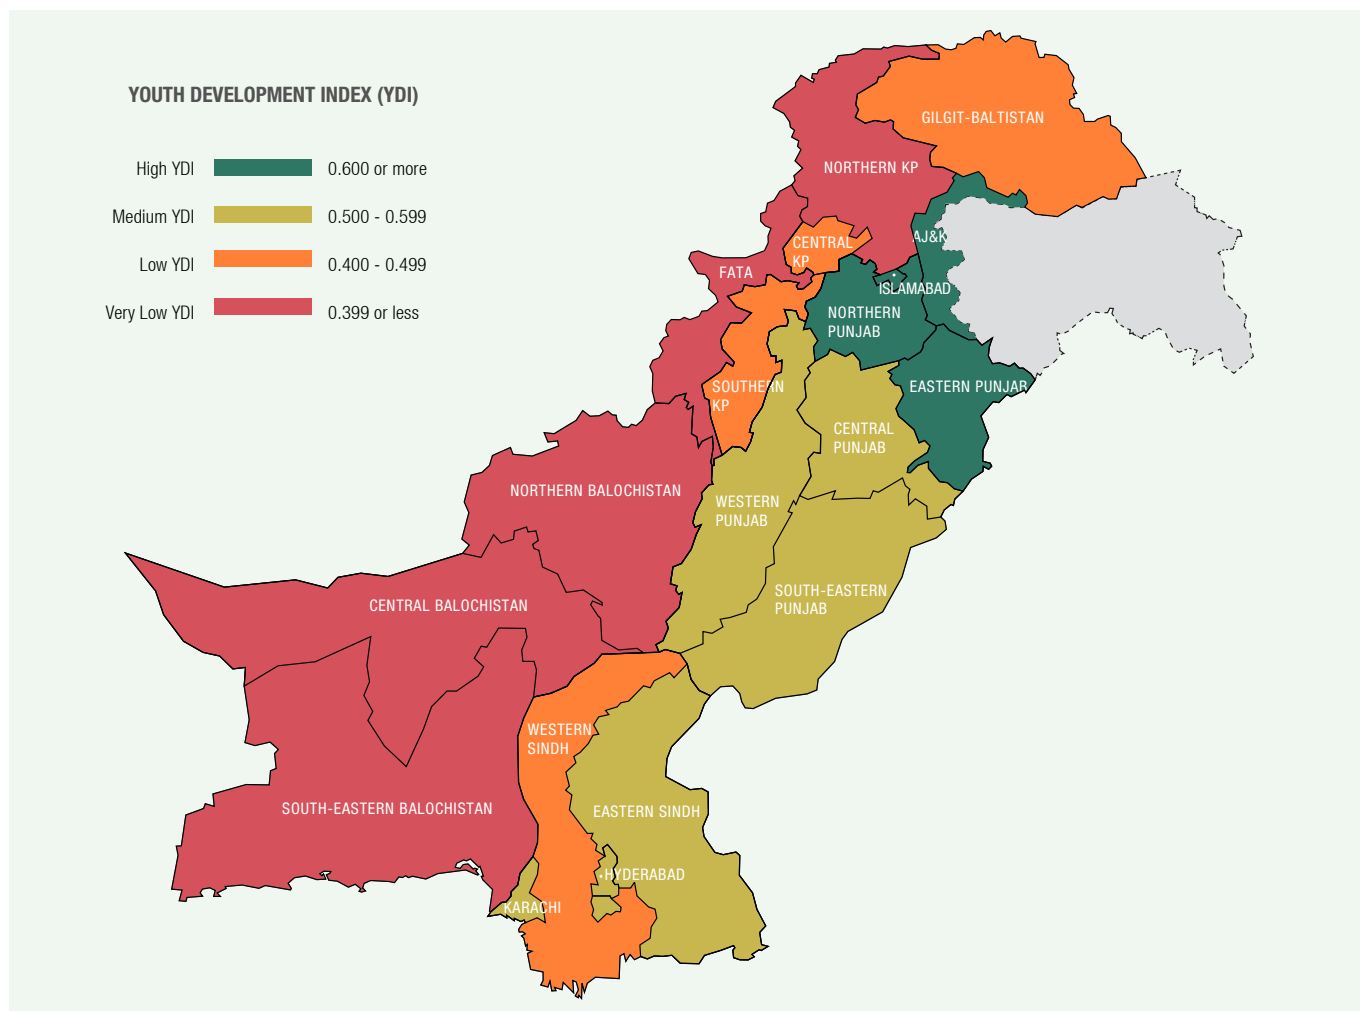 YOUTH DEVELOPMENT INDEX (YDI)
High YDI 0.600 or more
Medium YDI 0.500 - 0.599
Low YDI 0.400 - 0.499
Very Low YDI 0.399 or less
GILGIT-BALTISTAN
NORTHERN KP
AJ&K
CENTRAL
KP
FATA
ISLAMABAD
NORTHERN
PUNJAB
EASTERN PUNJAB
SOUTHERN
KP
CENTRAL
PUNJAB
NORTHERN BALOCHISTAN
WESTERN
PUNJAB
SOUTH-EASTERN
PUNJAB
CENTRAL BALOCHISTAN
WESTERN
SINDH
SOUTH-EASTERN BALOCHISTAN
EASTERN SINDH
HYDERABAD
KARACHI